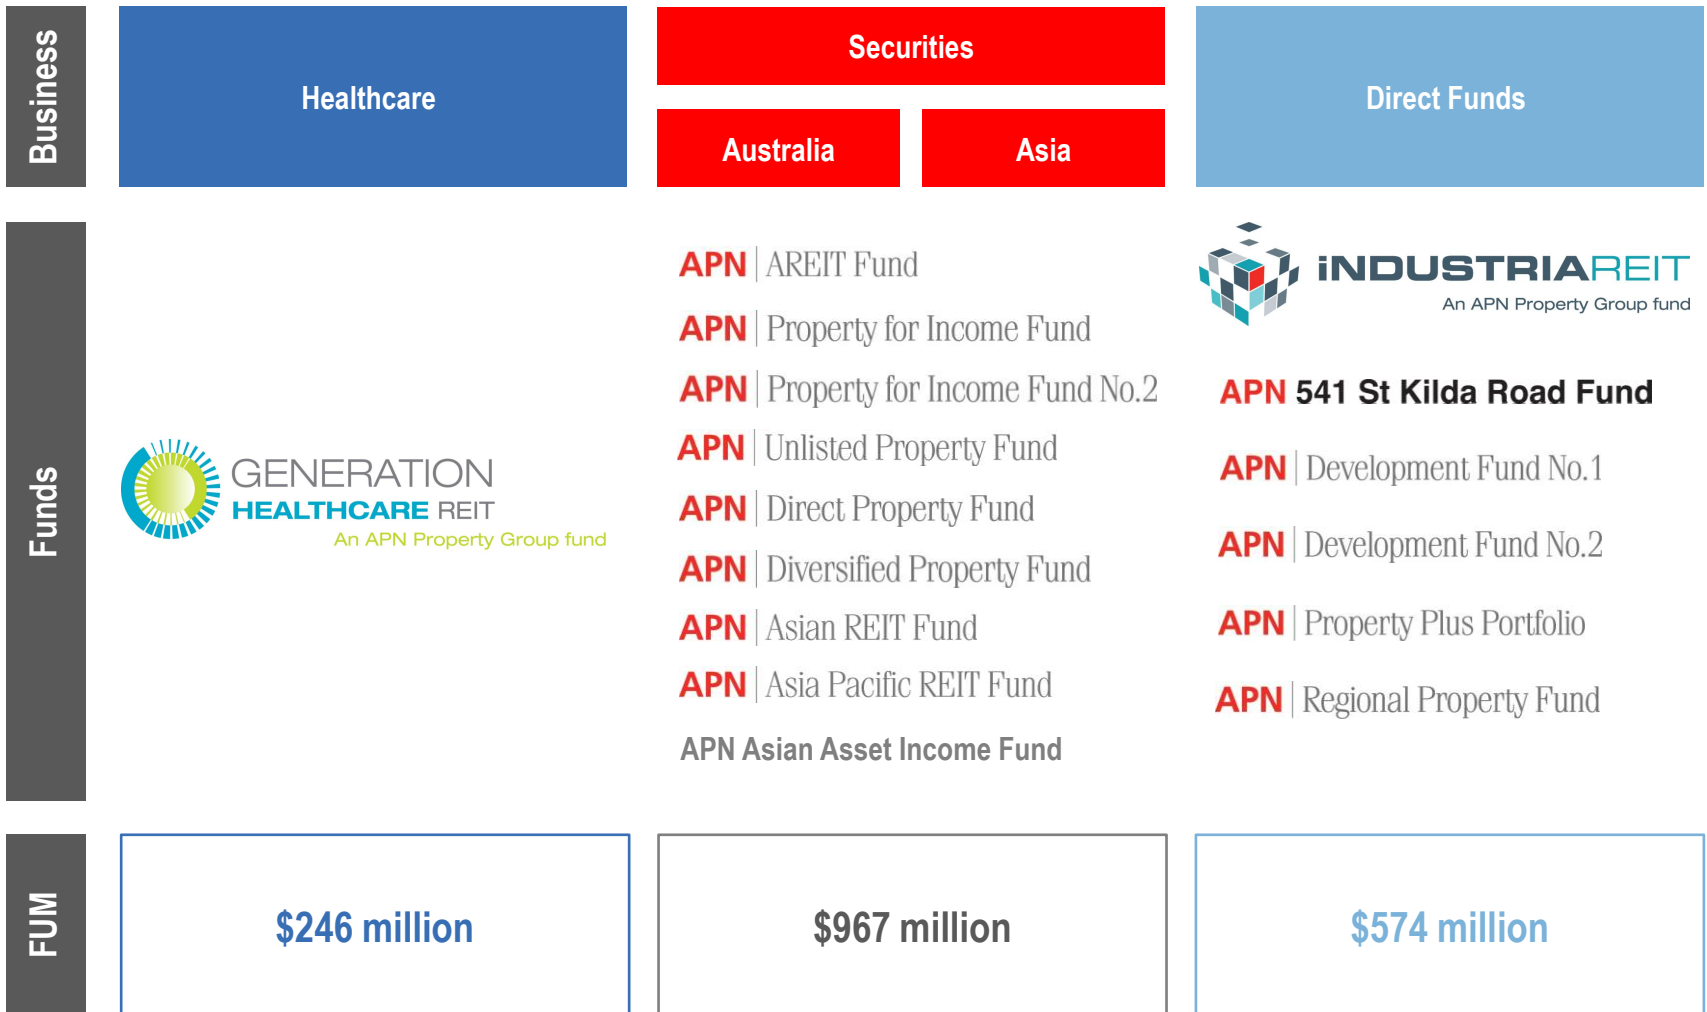 Business
Healthcare
Securities
Australia
Asia
Direct Funds
Funds
GENERATION
HEALTHCARE REIT
An APN Property Group fund
APN AREIT Fund
APN Property for Income Fund
APN Property for Income Fund No.2
APN Unlisted Property Fund
APN Direct Property Fund
APN Diversified Property Fund
APN Asian REIT Fund
APN Asia Pacific REIT Fund
APN Asian Asset Income Fund
iNDUSTRIAREIT
An APN Property Group fund
APN 541 St Kilda Road Fund
APN Development Fund No.1
APN Development Fund No.2
APN Property Plus Portfolio
APN Regional Property Fund
FUM
$246 million
$967 million
$574 million